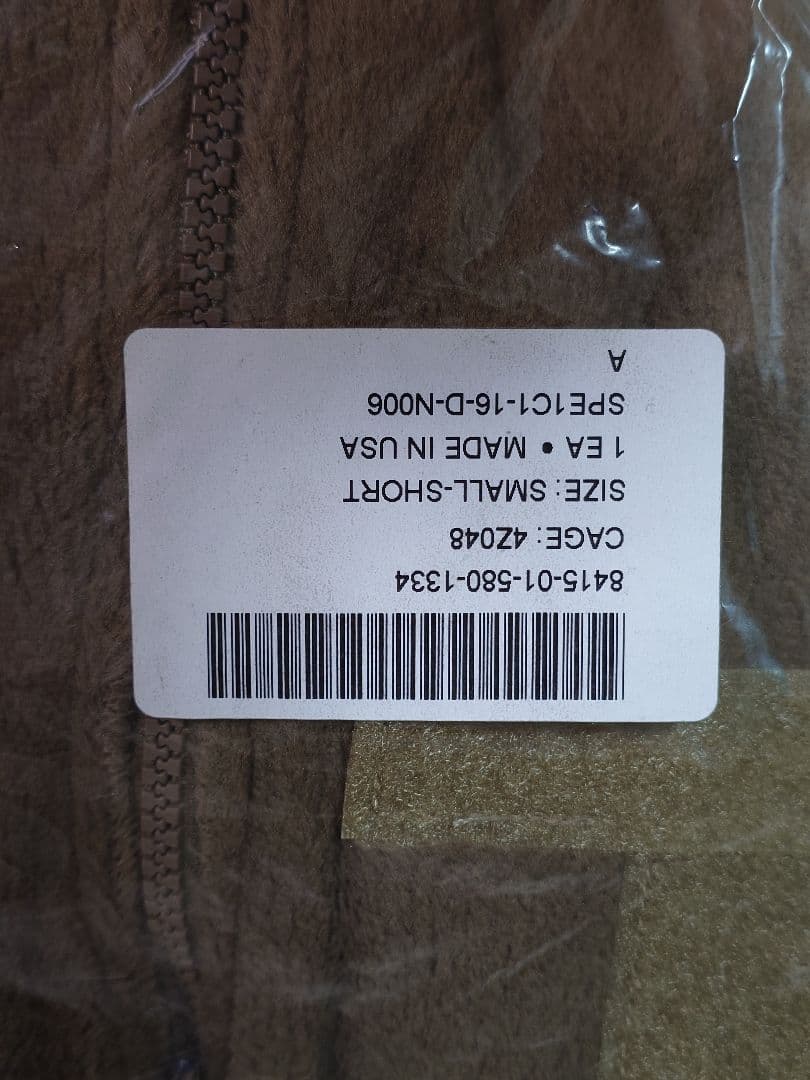 8415-01-580-1334
CAGE: 4Z048
SIZE: SMALL-SHORT
1 EA • MADE IN USA
SPE1C1-16-D-N006
A